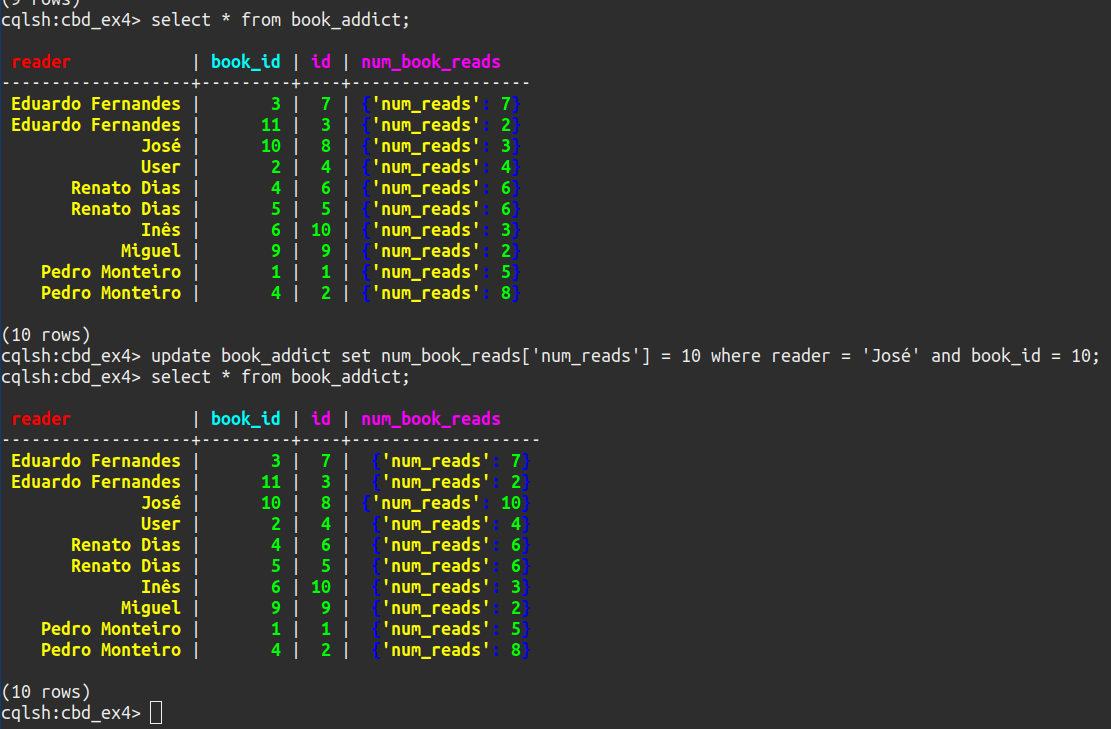 (9 rows)
cqlsh:cbd_ex4> select * from book_addict;
 reader            | book_id | id | num_book_reads
-------------------+---------+----+------------------
 Eduardo Fernandes |       3 |  7 | {'num_reads': 7}
 Eduardo Fernandes |      11 |  3 | {'num_reads': 2}
              José |      10 |  8 | {'num_reads': 3}
              User |       2 |  4 | {'num_reads': 4}
       Renato Dias |       4 |  6 | {'num_reads': 6}
       Renato Dias |       5 |  5 | {'num_reads': 6}
              Inês |       6 | 10 | {'num_reads': 3}
            Miguel |       9 |  9 | {'num_reads': 2}
    Pedro Monteiro |       1 |  1 | {'num_reads': 5}
    Pedro Monteiro |       4 |  2 | {'num_reads': 8}
(10 rows)
cqlsh:cbd_ex4> update book_addict set num_book_reads['num_reads'] = 10 where reader = 'José' and book_id = 10;
cqlsh:cbd_ex4> select * from book_addict;
 reader            | book_id | id | num_book_reads
-------------------+---------+----+-------------------
 Eduardo Fernandes |       3 |  7 |  {'num_reads': 7}
 Eduardo Fernandes |      11 |  3 |  {'num_reads': 2}
              José |      10 |  8 | {'num_reads': 10}
              User |       2 |  4 |  {'num_reads': 4}
       Renato Dias |       4 |  6 |  {'num_reads': 6}
       Renato Dias |       5 |  5 |  {'num_reads': 6}
              Inês |       6 | 10 |  {'num_reads': 3}
            Miguel |       9 |  9 |  {'num_reads': 2}
    Pedro Monteiro |       1 |  1 |  {'num_reads': 5}
    Pedro Monteiro |       4 |  2 |  {'num_reads': 8}
(10 rows)
cqlsh:cbd_ex4>